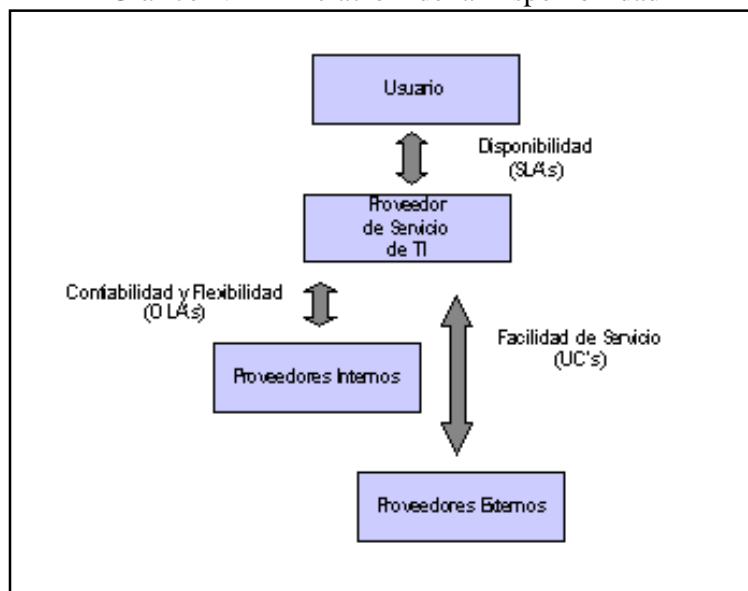 Usuario
Disponibilidad
(SLA's)
Proveedor
de Servicio
de TI
Confiabilidad y Flexibilidad
(OLA's)
Facilidad de Servicio
(UC's)
Proveedores Internos
Proveedores Externos